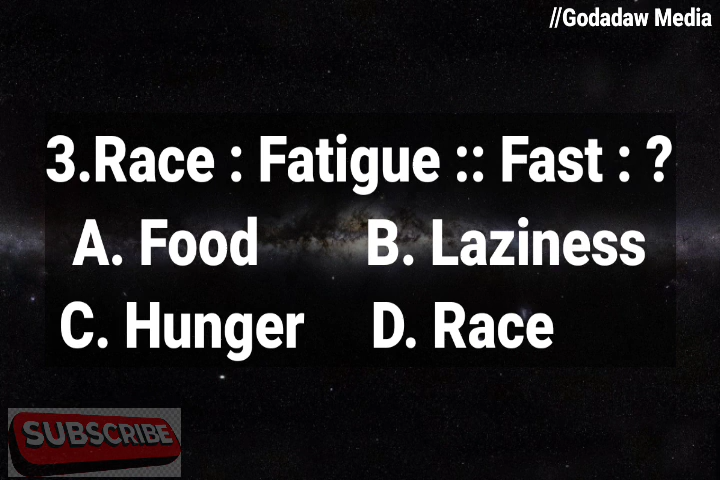 //Godadaw Media
3.Race : Fatigue :: Fast : ?
A. Food B. Laziness
C. Hunger D. Race
SUBSCRIBE